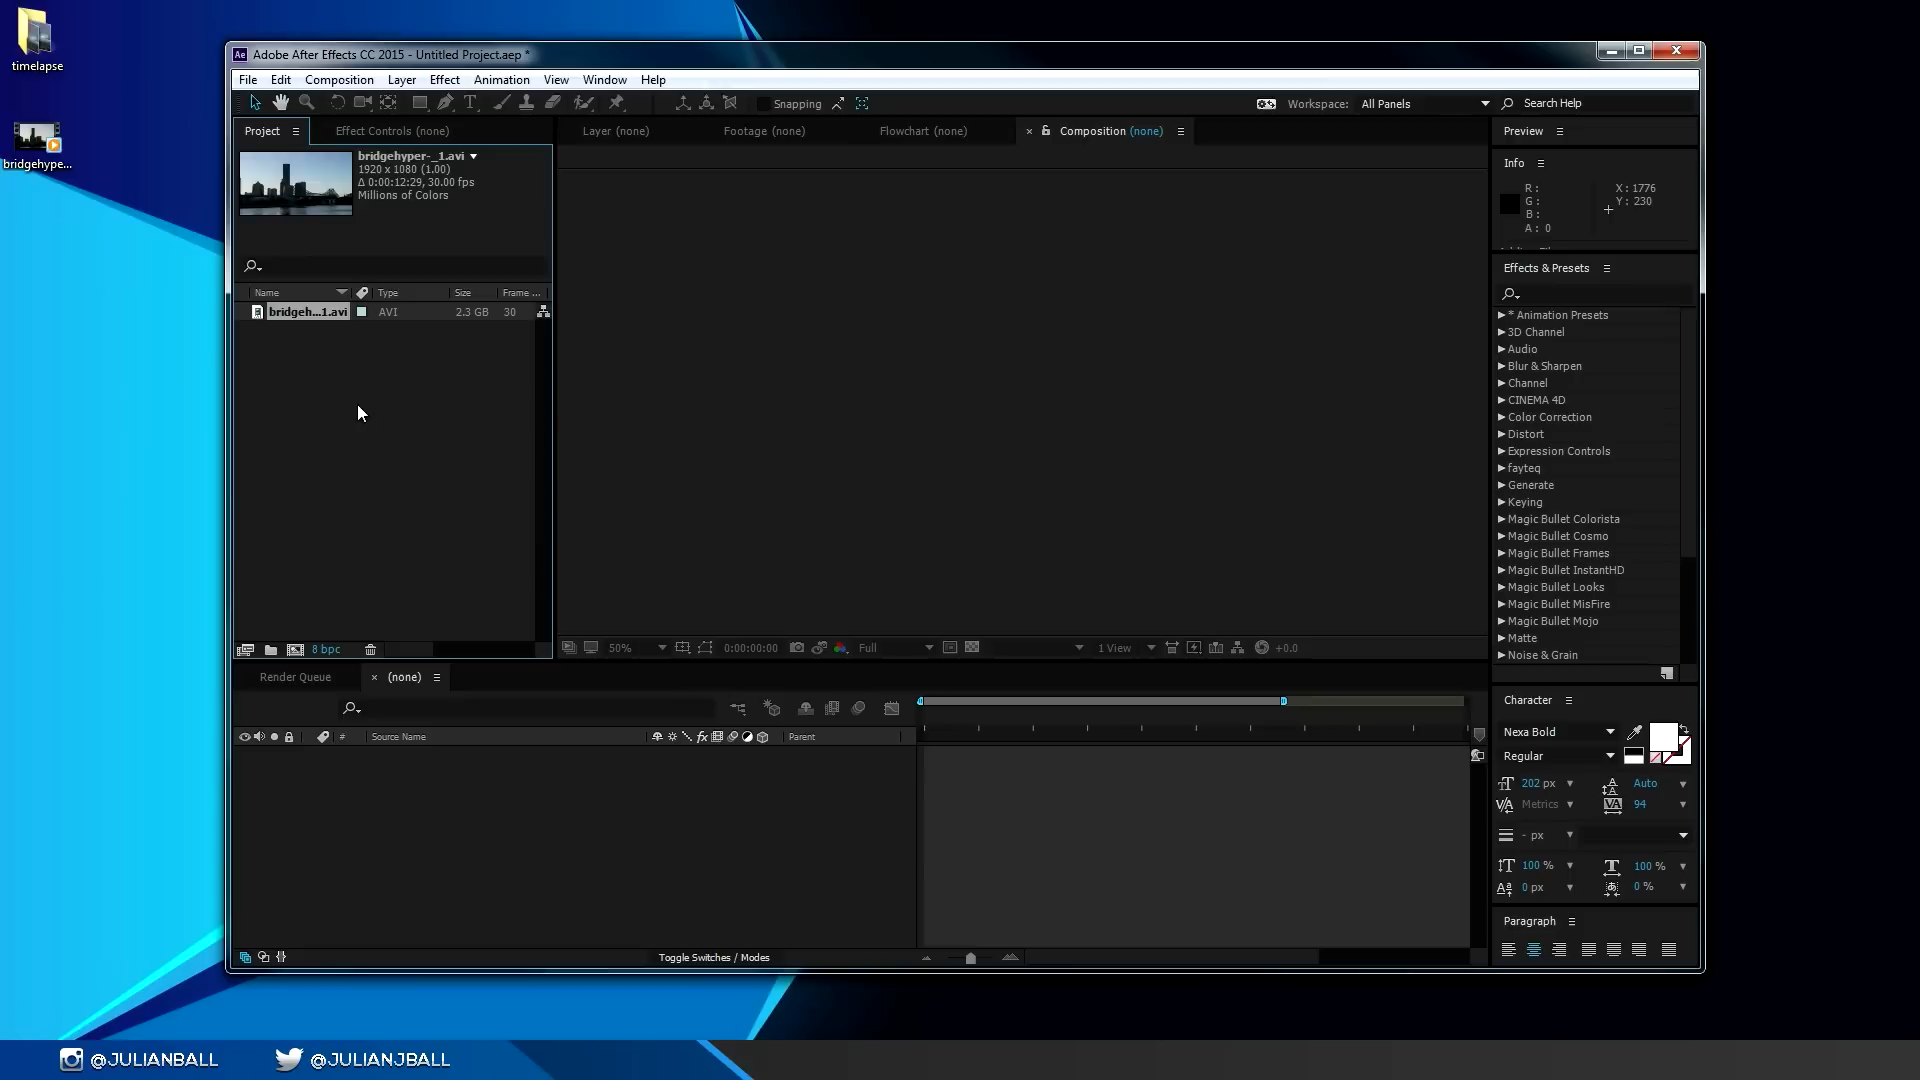 timelapse
bridgehype...
Ae Adobe After Effects CC 2015 - Untitled Project.aep *
File Edit Composition Layer Effect Animation View Window Help
Snapping
Workspace: All Panels
Search Help
Project
Effect Controls (none)
Layer (none)
Footage (none)
Flowchart (none)
× Composition (none)
Preview
bridgehyper-_1.avi
1920 x 1080 (1.00)
Δ 0:00:12:29, 30.00 fps
Millions of Colors
Name Type Size Frame ...
bridgeh...1.avi AVI 2.3 GB 30
8 bpc
50% 0:00:00:00 Full 1 View +0.0
Info
R :
G :
B :
A : 0
X : 1776
Y : 230
Effects & Presets
* Animation Presets
3D Channel
Audio
Blur & Sharpen
Channel
CINEMA 4D
Color Correction
Distort
Expression Controls
fayteq
Generate
Keying
Magic Bullet Colorista
Magic Bullet Cosmo
Magic Bullet Frames
Magic Bullet InstantHD
Magic Bullet Looks
Magic Bullet MisFire
Magic Bullet Mojo
Matte
Noise & Grain
Render Queue
× (none)
# Source Name fx Parent
Toggle Switches / Modes
Character
Nexa Bold
Regular
202 px Auto
Metrics 94
- px
100 % 100 %
0 px 0 %
Paragraph
@JULIANBALL
@JULIANJBALL